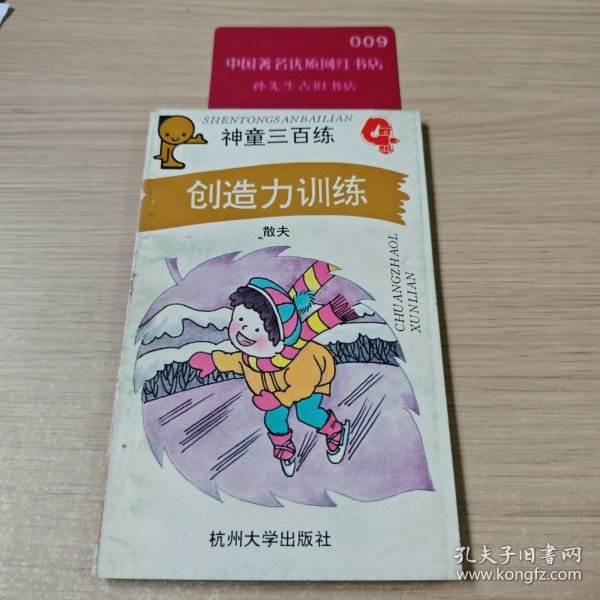 009
中国著名优质网红书店
孙先生古旧书店
SHENTONGSANBAILIAN
神童三百练
创造力训练
散夫
CHUANGZHAOL
XUNLIAN
杭州大学出版社
孔夫子旧书网
www.kongfz.com